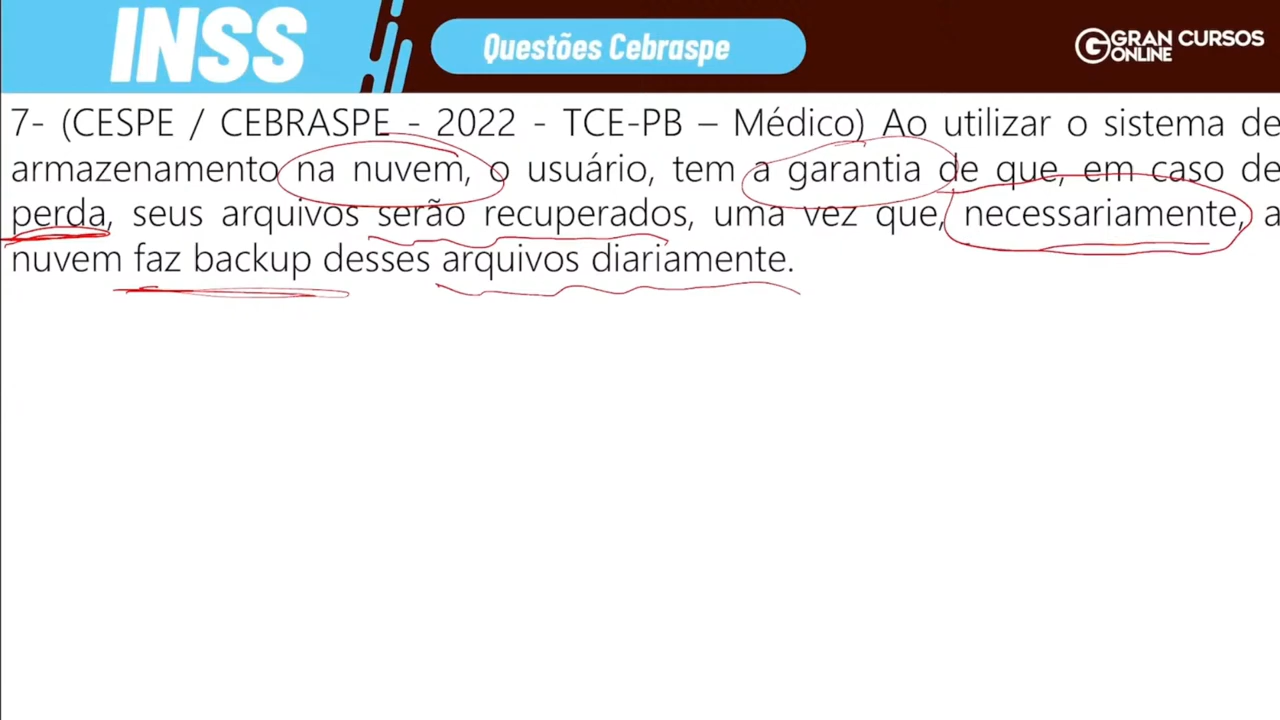 INSS
Questões Cebraspe
GRAN CURSOS
ONLINE
7- (CESPE / CEBRASPE - 2022 - TCE-PB – Médico) Ao utilizar o sistema de
armazenamento na nuvem, o usuário, tem a garantia de que, em caso de
perda, seus arquivos serão recuperados, uma vez que, necessariamente, a
nuvem faz backup desses arquivos diariamente.